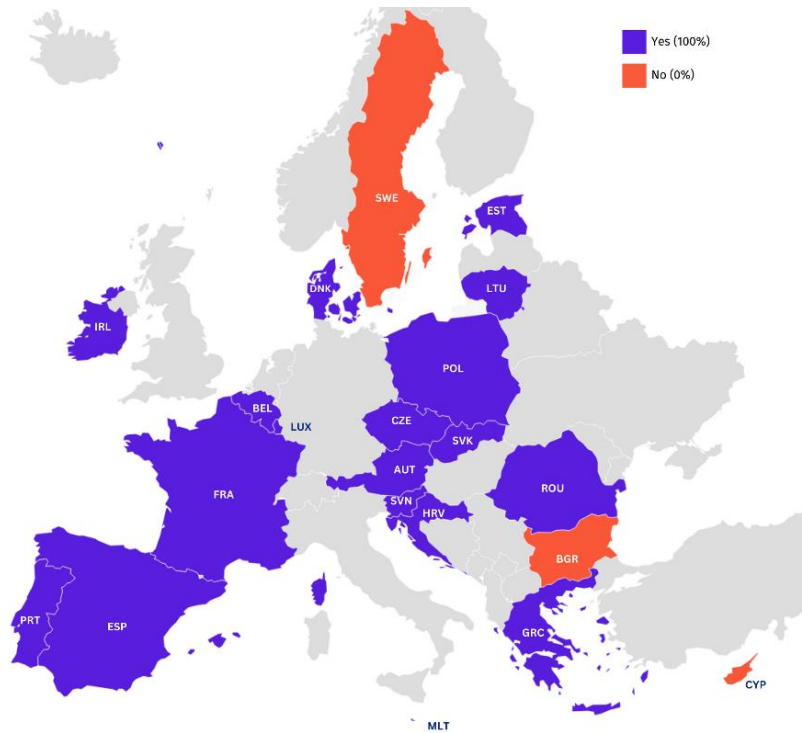 Yes (100%)
No (0%)
SWE
EST
DNK
LTU
IRL
POL
BEL
LUX
CZE
SVK
AUT
FRA
SVN
HRV
ROU
BGR
PRT
ESP
GRC
CYP
MLT